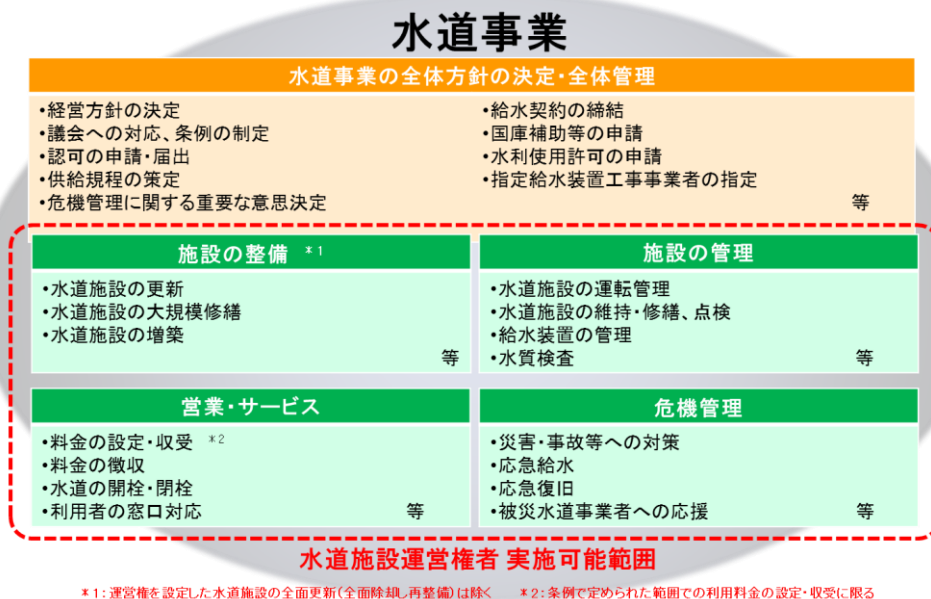 水道事業
水道事業の全体方針の決定・全体管理
・経営方針の決定
・議会への対応、条例の制定
・認可の申請・届出
・供給規程の策定
・危機管理に関する重要な意思決定
・給水契約の締結
・国庫補助等の申請
・水利使用許可の申請
・指定給水装置工事事業者の指定
等
施設の整備 *1
・水道施設の更新
・水道施設の大規模修繕
・水道施設の増築
等
施設の管理
・水道施設の運転管理
・水道施設の維持・修繕、点検
・給水装置の管理
・水質検査
等
営業・サービス
・料金の設定・収受 *2
・料金の徴収
・水道の開栓・閉栓
・利用者の窓口対応
等
危機管理
・災害・事故等への対策
・応急給水
・応急復旧
・被災水道事業者への応援
等
水道施設運営権者 実施可能範囲
*1:運営権を設定した水道施設の全面更新(全面除却し再整備)は除く
*2:条例で定められた範囲での利用料金の設定・収受に限る